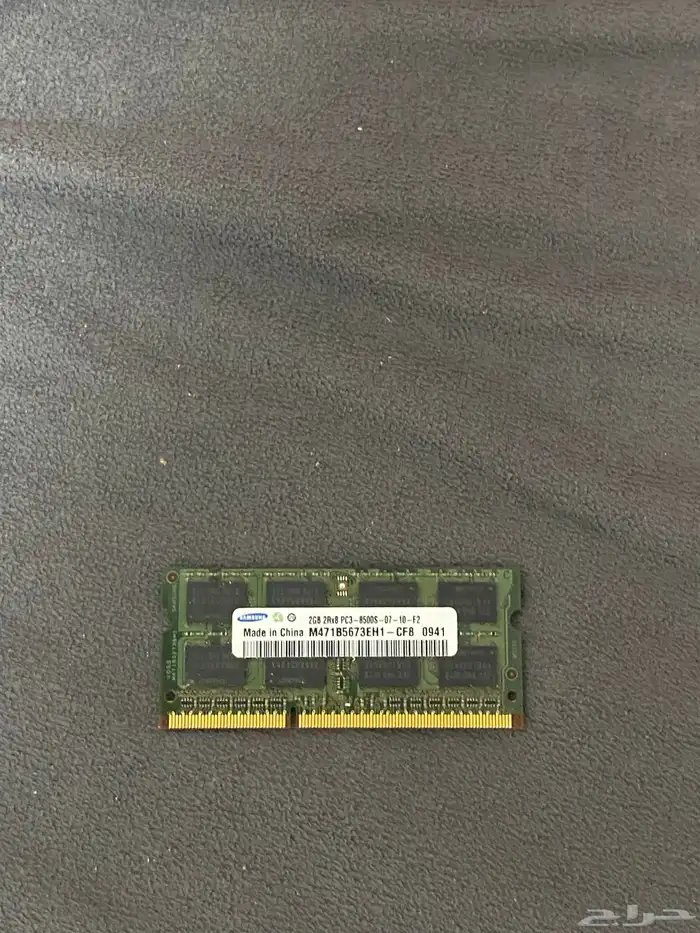 SAMSUNG 2GB 2Rx8 PC3-8500S-07-10-F2
Made in China M471B5673EH1-CF8 0941
حراج